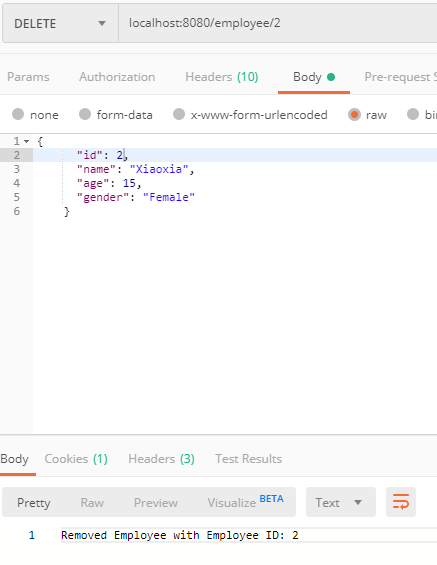 DELETE localhost:8080/employee/2
Params Authorization Headers (10) Body Pre-request S
none form-data x-www-form-urlencoded raw bin
1 {
2 "id": 2,
3 "name": "Xiaoxia",
4 "age": 15,
5 "gender": "Female"
6 }
Body Cookies (1) Headers (3) Test Results
Pretty Raw Preview Visualize BETA Text
1 Removed Employee with Employee ID: 2